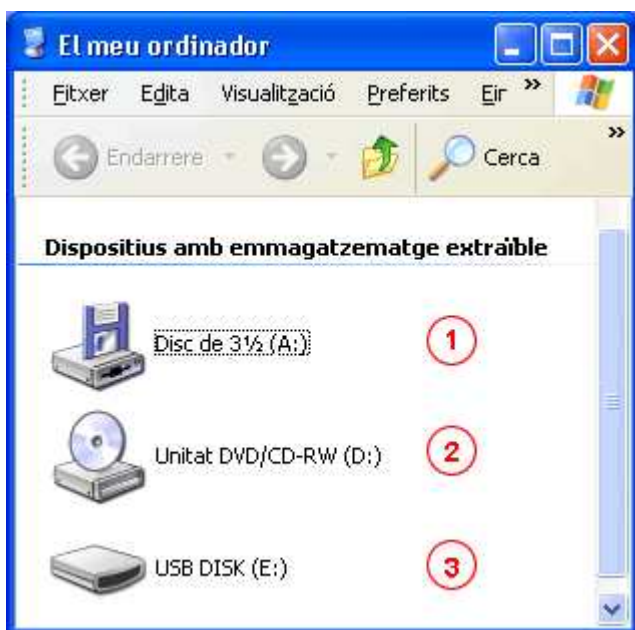 El meu ordinador
Fitxer Edita Visualització Preferits Eir »
Endarrere Cerca »
Dispositius amb emmagatzematge extraïble
Disc de 3½ (A:) 1
Unitat DVD/CD-RW (D:) 2
USB DISK (E:) 3